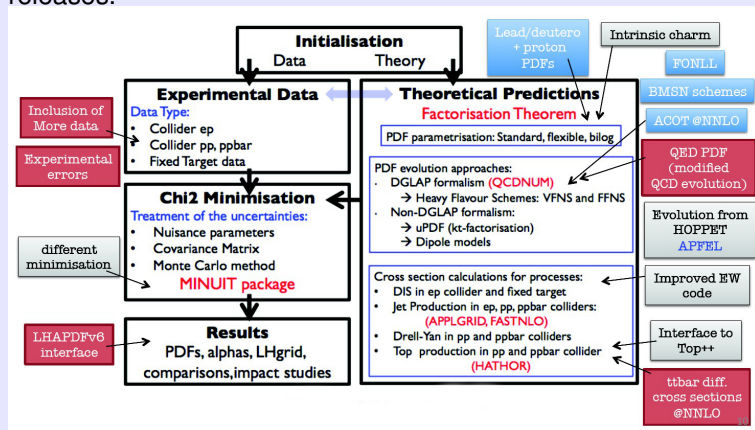 releases.
Initialisation
Data Theory
Lead/deutero
+ proton
PDFs
Intrinsic charm
FONLL
BMSN schemes
ACOT @NNLO
QED PDF
(modified
QCD evolution)
Evolution from
HOPPET
APFEL
Improved EW
code
Interface to
Top++
ttbar diff.
cross sections
@NNLO
Inclusion of
More data
Experimental
errors
different
minimisation
LHAPDFv6
interface
Experimental Data
Data Type:
• Collider ep
• Collider pp, ppbar
• Fixed Target data
Chi2 Minimisation
Treatment of the uncertainties:
• Nuisance parameters
• Covariance Matrix
• Monte Carlo method
MINUIT package
Results
PDFs, alphas, LHgrid,
comparisons,impact studies
Theoretical Predictions
Factorisation Theorem
PDF parametrisation: Standard, flexible, bilog
PDF evolution approaches:
• DGLAP formalism (QCDNUM)
→ Heavy Flavour Schemes: VFNS and FFNS
• Non-DGLAP formalism:
→ uPDF (kt-factorisation)
→ Dipole models
Cross section calculations for processes:
• DIS in ep collider and fixed target
• Jet Production in ep, pp, ppbar colliders:
(APPLGRID, FASTNLO)
• Drell-Yan in pp and ppbar colliders
• Top production in pp and ppbar collider
(HATHOR)